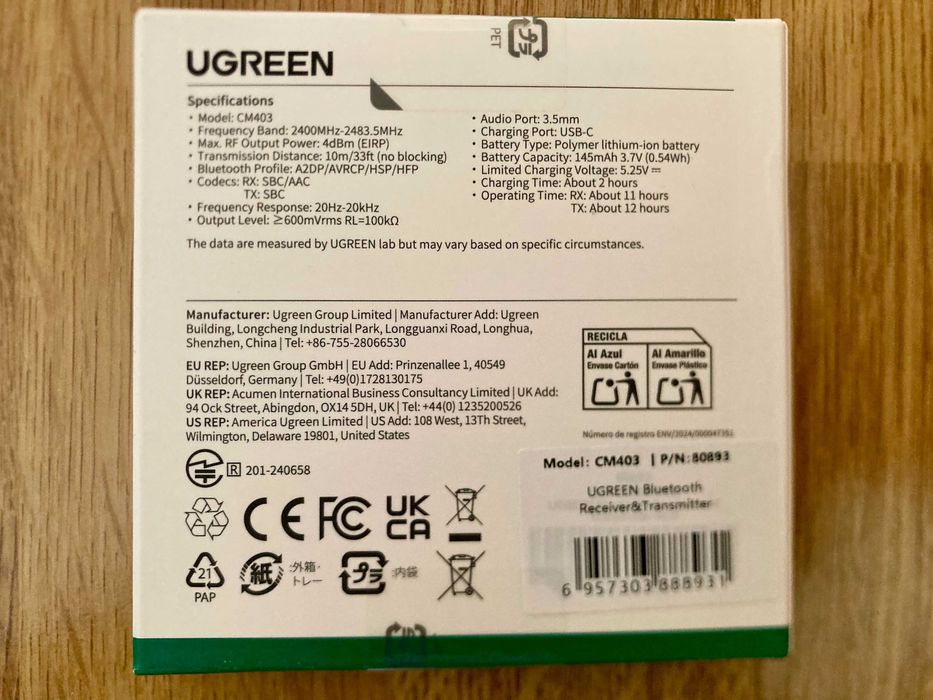 PET
プラ
UGREEN
Specifications
• Model: CM403
• Frequency Band: 2400MHz-2483.5MHz
• Max. RF Output Power: 4dBm (EIRP)
• Transmission Distance: 10m/33ft (no blocking)
• Bluetooth Profile: A2DP/AVRCP/HSP/HFP
• Codecs: RX: SBC/AAC
TX: SBC
• Frequency Response: 20Hz-20kHz
• Output Level: ≥600mVrms RL=100kΩ
• Audio Port: 3.5mm
• Charging Port: USB-C
• Battery Type: Polymer lithium-ion battery
• Battery Capacity: 145mAh 3.7V (0.54Wh)
• Limited Charging Voltage: 5.25V⎓
• Charging Time: About 2 hours
• Operating Time: RX: About 11 hours
TX: About 12 hours
The data are measured by UGREEN lab but may vary based on specific circumstances.
Manufacturer: Ugreen Group Limited | Manufacturer Add: Ugreen
Building, Longcheng Industrial Park, Longguanxi Road, Longhua,
Shenzhen, China | Tel: +86-755-28066530
EU REP: Ugreen Group GmbH | EU Add: Prinzenallee 1, 40549
Düsseldorf, Germany | Tel: +49(0)1728130175
UK REP: Acumen International Business Consultancy Limited | UK Add:
94 Ock Street, Abingdon, OX14 5DH, UK | Tel: +44(0) 1235200526
US REP: America Ugreen Limited | US Add: 108 West, 13Th Street,
Wilmington, Delaware 19801, United States
RECICLA
Al Azul
Envase Cartón
Al Amarillo
Envase Plástico
Número de registro ENV/2024/000047351
R 201-240658
CE FC UK
CA
21
PAP
紙 :外箱·
トレー
プラ :内袋
Model: CM403 | P/N:80893
UGREEN Bluetooth
Receiver&Transmitter
6 957303 888931